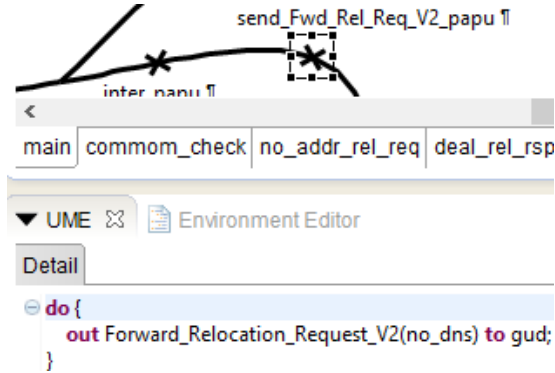 send_Fwd_Rel_Req_V2_papu ¶
inter_papu ¶
main commom_check no_addr_rel_req deal_rel_rsp
UME Environment Editor
Detail
do {
out Forward_Relocation_Request_V2(no_dns) to gud;
}